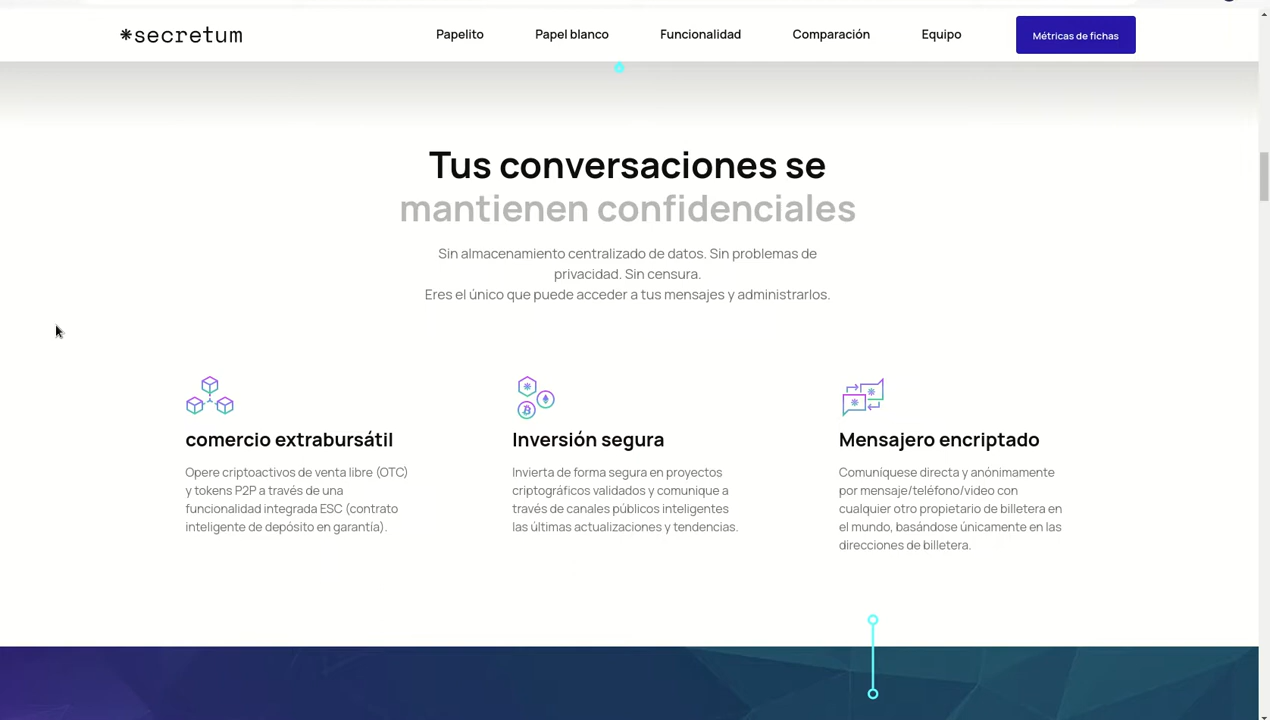 *secretum
Papelito
Papel blanco
Funcionalidad
Comparación
Equipo
Métricas de fichas
Tus conversaciones se
mantienen confidenciales
Sin almacenamiento centralizado de datos. Sin problemas de
privacidad. Sin censura.
Eres el único que puede acceder a tus mensajes y administrarlos.
comercio extrabursátil
Opere criptoactivos de venta libre (OTC)
y tokens P2P a través de una
funcionalidad integrada ESC (contrato
inteligente de depósito en garantía).
Inversión segura
Invierta de forma segura en proyectos
criptográficos validados y comunique a
través de canales públicos inteligentes
las últimas actualizaciones y tendencias.
Mensajero encriptado
Comuníquese directa y anónimamente
por mensaje/teléfono/video con
cualquier otro propietario de billetera en
el mundo, basándose únicamente en las
direcciones de billetera.